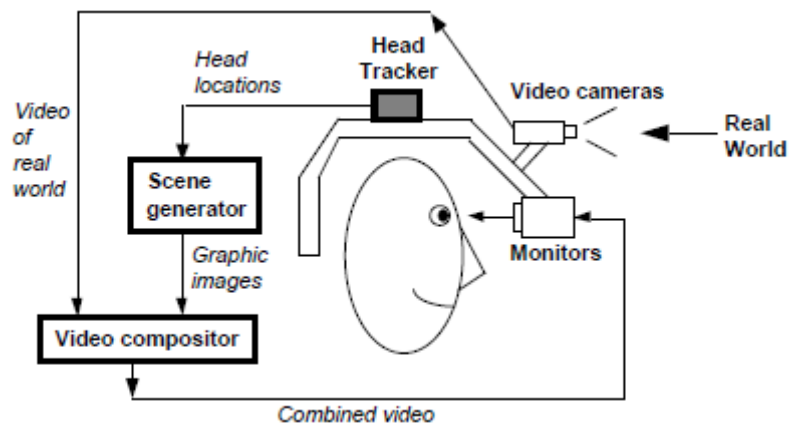 Head
Tracker
Head
locations
Video cameras
Video
of
real
world
Real
World
Scene
generator
Graphic
images
Monitors
Video compositor
Combined video